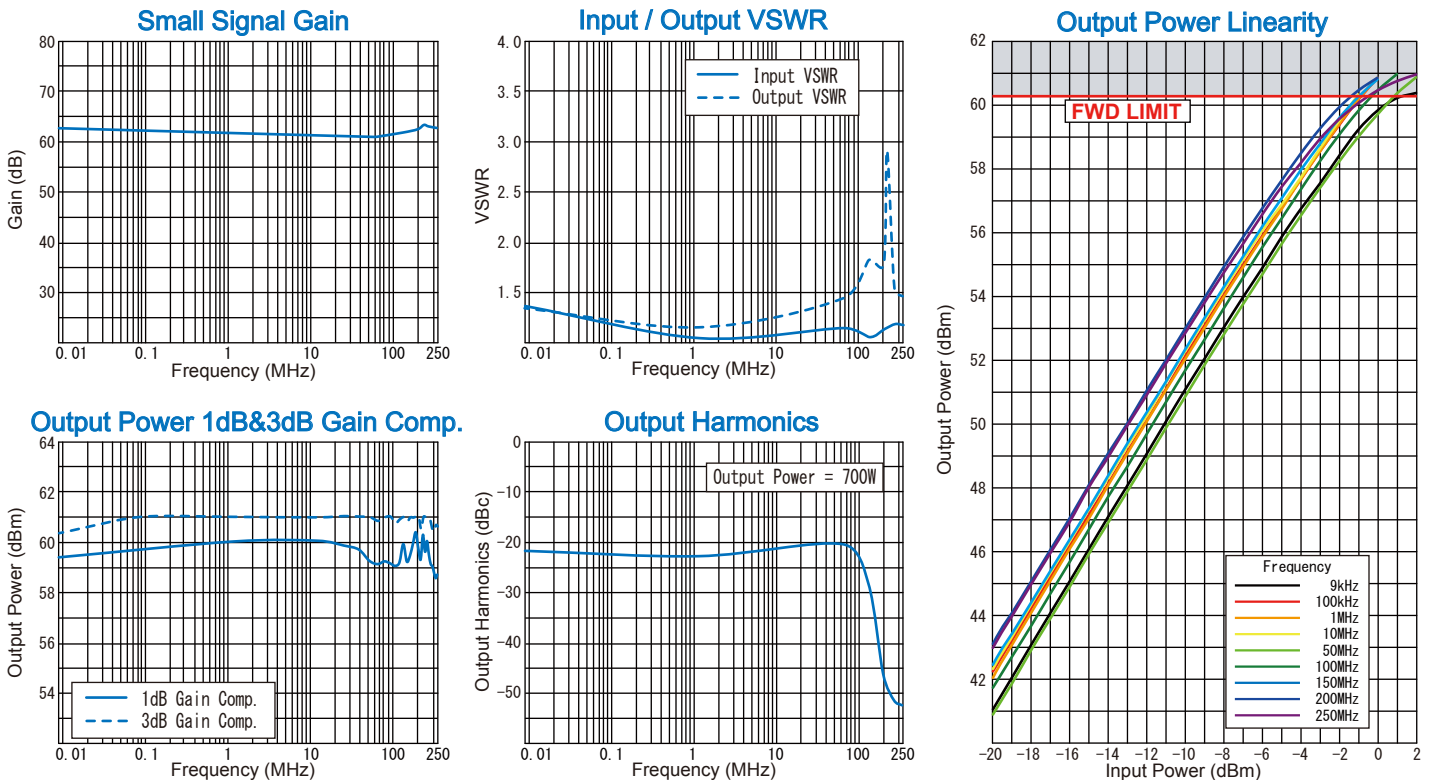 Small Signal Gain
80
70
60
50
40
30
Gain (dB)
0.01 0.1 1 10 100 250
Frequency (MHz)
Input / Output VSWR
4.0
3.5
3.0
2.5
2.0
1.5
VSWR
Input VSWR
Output VSWR
0.01 0.1 1 10 100 250
Frequency (MHz)
Output Power 1dB&3dB Gain Comp.
64
62
60
58
56
54
Output Power (dBm)
1dB Gain Comp.
3dB Gain Comp.
0.01 0.1 1 10 100 250
Frequency (MHz)
Output Harmonics
0
-10
-20
-30
-40
-50
Output Harmonics (dBc)
Output Power = 700W
0.01 0.1 1 10 100 250
Frequency (MHz)
Output Power Linearity
62
60
58
56
54
52
50
48
46
44
42
Output Power (dBm)
FWD LIMIT
Frequency
9kHz
100kHz
1MHz
10MHz
50MHz
100MHz
150MHz
200MHz
250MHz
-20 -18 -16 -14 -12 -10 -8 -6 -4 -2 0 2
Input Power (dBm)